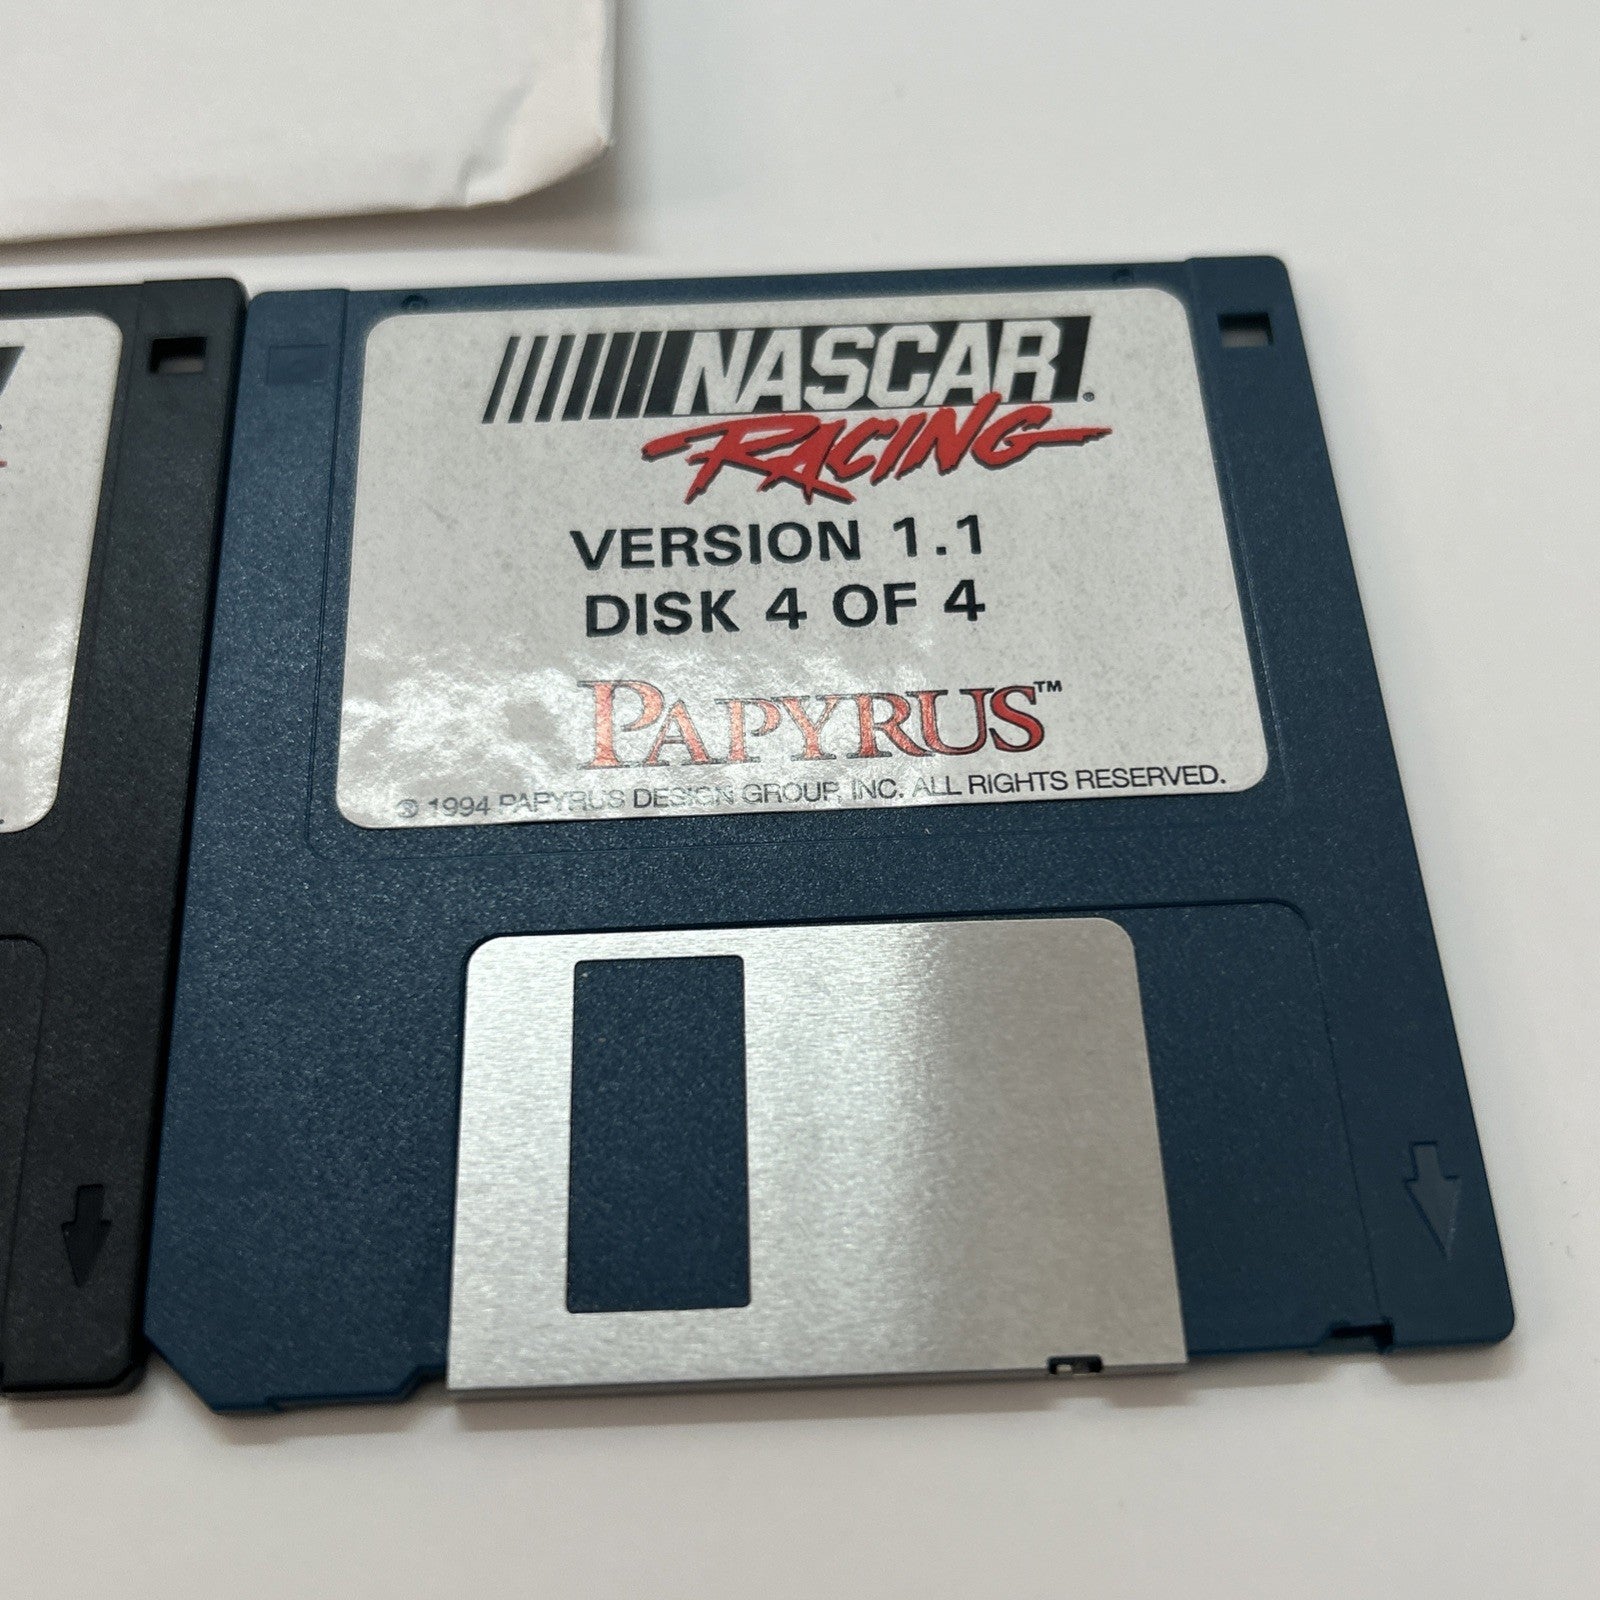 NASCAR®
RACING
VERSION 1.1
DISK 4 OF 4
PAPYRUS™
© 1994 PAPYRUS DESIGN GROUP, INC. ALL RIGHTS RESERVED.